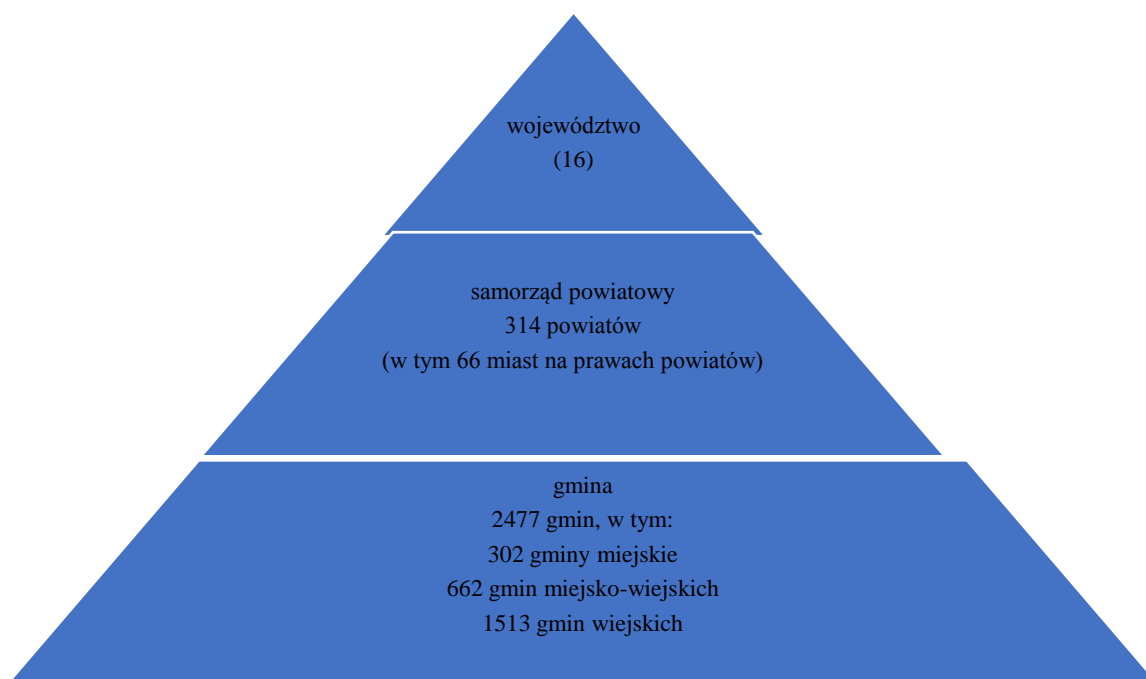 województwo
(16)
samorząd powiatowy
314 powiatów
(w tym 66 miast na prawach powiatów)
gmina
2477 gmin, w tym:
302 gminy miejskie
662 gmin miejsko-wiejskich
1513 gmin wiejskich